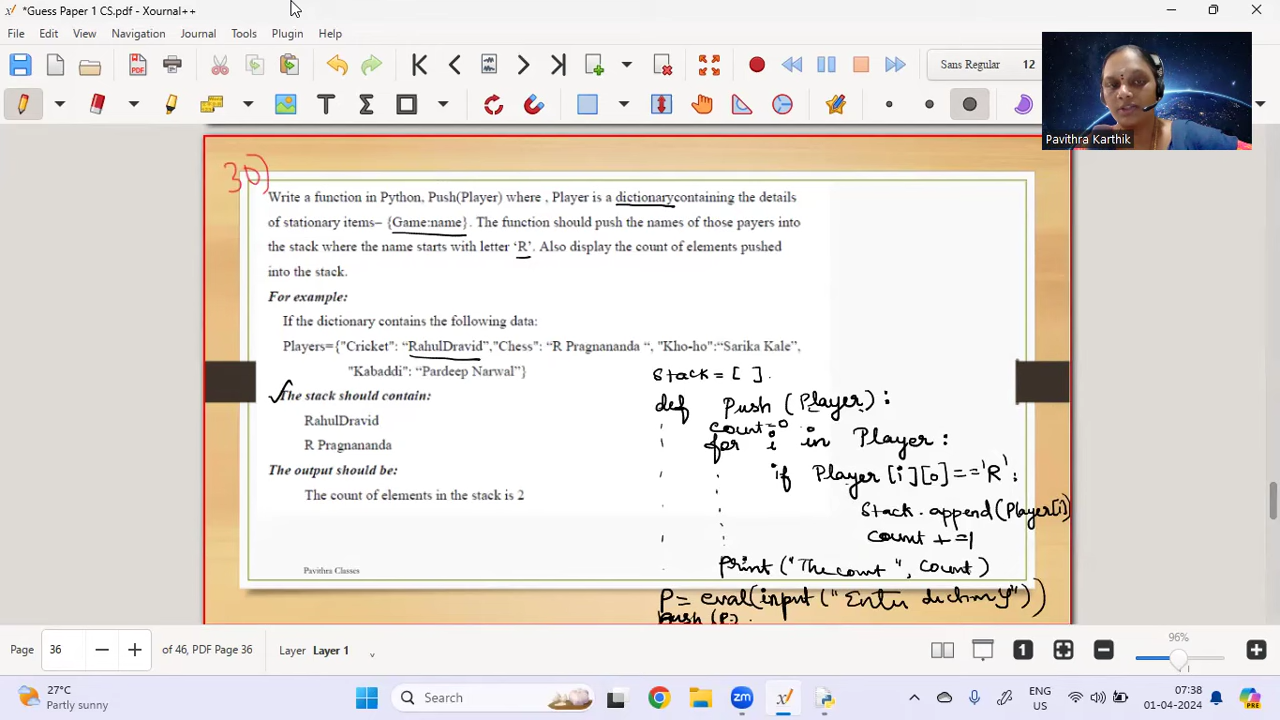 *Guess Paper 1 CS.pdf - Xournal++
File Edit View Navigation Journal Tools Plugin Help
Sans Regular 12
Pavithra Karthik
30)
Write a function in Python, Push(Player) where , Player is a dictionarycontaining the details
of stationary items– {Game:name}. The function should push the names of those payers into
the stack where the name starts with letter ‘R’. Also display the count of elements pushed
into the stack.
For example:
If the dictionary contains the following data:
Players={"Cricket": “RahulDravid”,"Chess": “R Pragnananda “, "Kho-ho":“Sarika Kale”,
"Kabaddi": “Pardeep Narwal”}
The stack should contain:
RahulDravid
R Pragnananda
The output should be:
The count of elements in the stack is 2
Pavithra Classes
Stack = [ ].
def Push (Player) :
count=0
for i in Player :
if Player [i][0] =='R' :
Stack.append(Player[i])
count +=1
print ("The count ", count)
P= eval(input("Enter dictionary"))
Push (P).
Page 36 of 46, PDF Page 36 Layer Layer 1
96%
27°C
Partly sunny
Search
ENG
US
07:38
01-04-2024
PRE